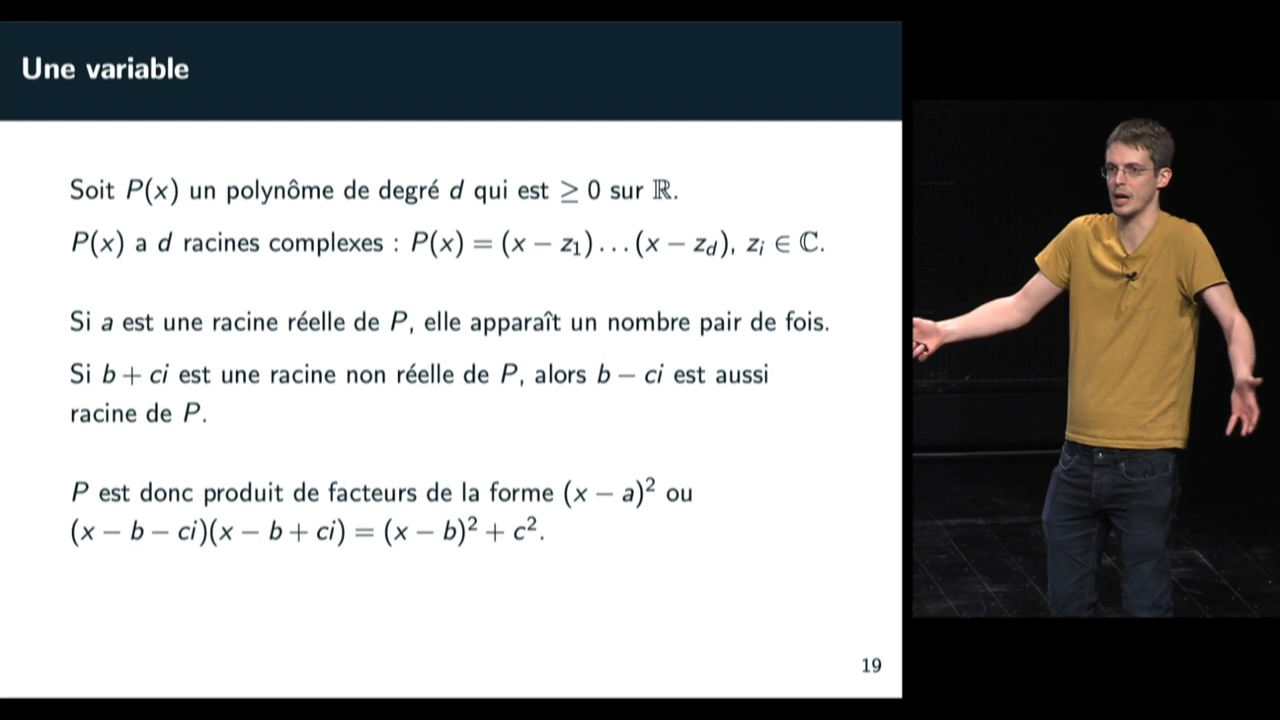 Une variable
Soit P(x) un polynôme de degré d qui est ≥ 0 sur ℝ.
P(x) a d racines complexes : P(x) = (x − z₁) . . . (x − z_d), zᵢ ∈ ℂ.
Si a est une racine réelle de P, elle apparaît un nombre pair de fois.
Si b + ci est une racine non réelle de P, alors b − ci est aussi
racine de P.
P est donc produit de facteurs de la forme (x − a)² ou
(x − b − ci)(x − b + ci) = (x − b)² + c².
19